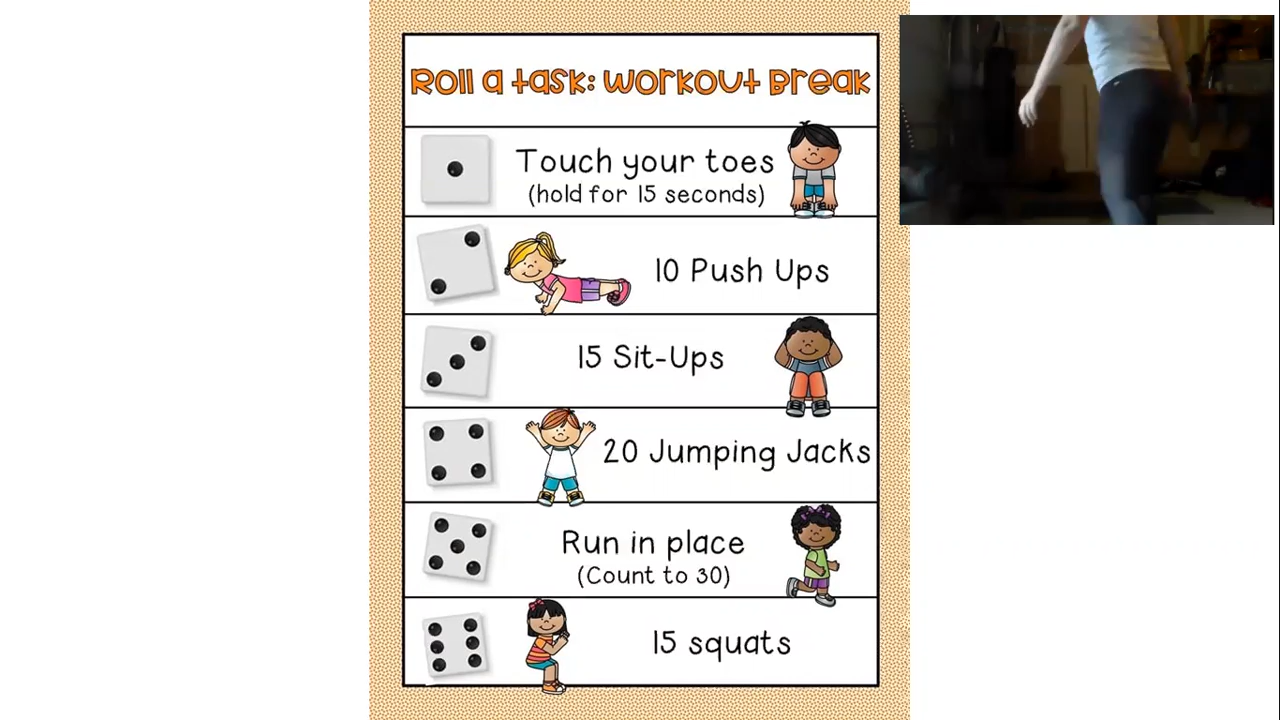 Roll a task: Workout Break
Touch your toes
(hold for 15 seconds)
10 Push Ups
15 Sit-Ups
20 Jumping Jacks
Run in place
(Count to 30)
15 squats